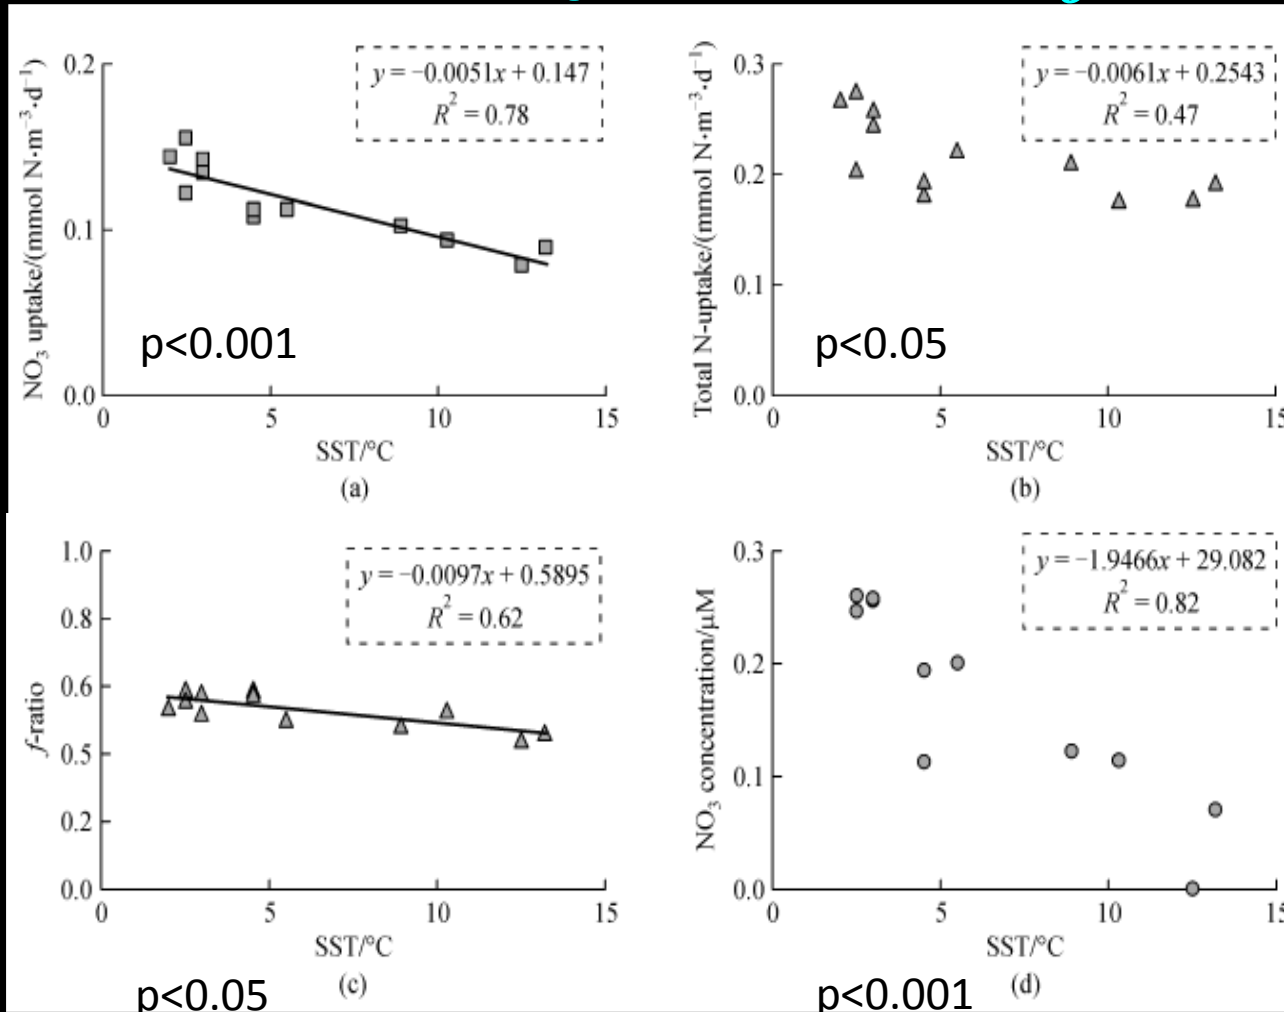 y = −0.0051x + 0.147
R² = 0.78
NO₃ uptake/(mmol N·m⁻³·d⁻¹)
0.2
0.1
0.0
p<0.001
0 5 10 15
SST/°C
(a)
y = −0.0061x + 0.2543
R² = 0.47
Total N-uptake/(mmol N·m⁻³·d⁻¹)
0.3
0.2
0.1
0.0
p<0.05
0 5 10 15
SST/°C
(b)
y = −0.0097x + 0.5895
R² = 0.62
f-ratio
1.0
0.8
0.6
0.5
0.2
0.0
0 5 10 15
SST/°C
(c)
p<0.05
y = −1.9466x + 29.082
R² = 0.82
NO₃ concentration/µM
0.3
0.2
0.1
0.0
0 5 10 15
SST/°C
(d)
p<0.001